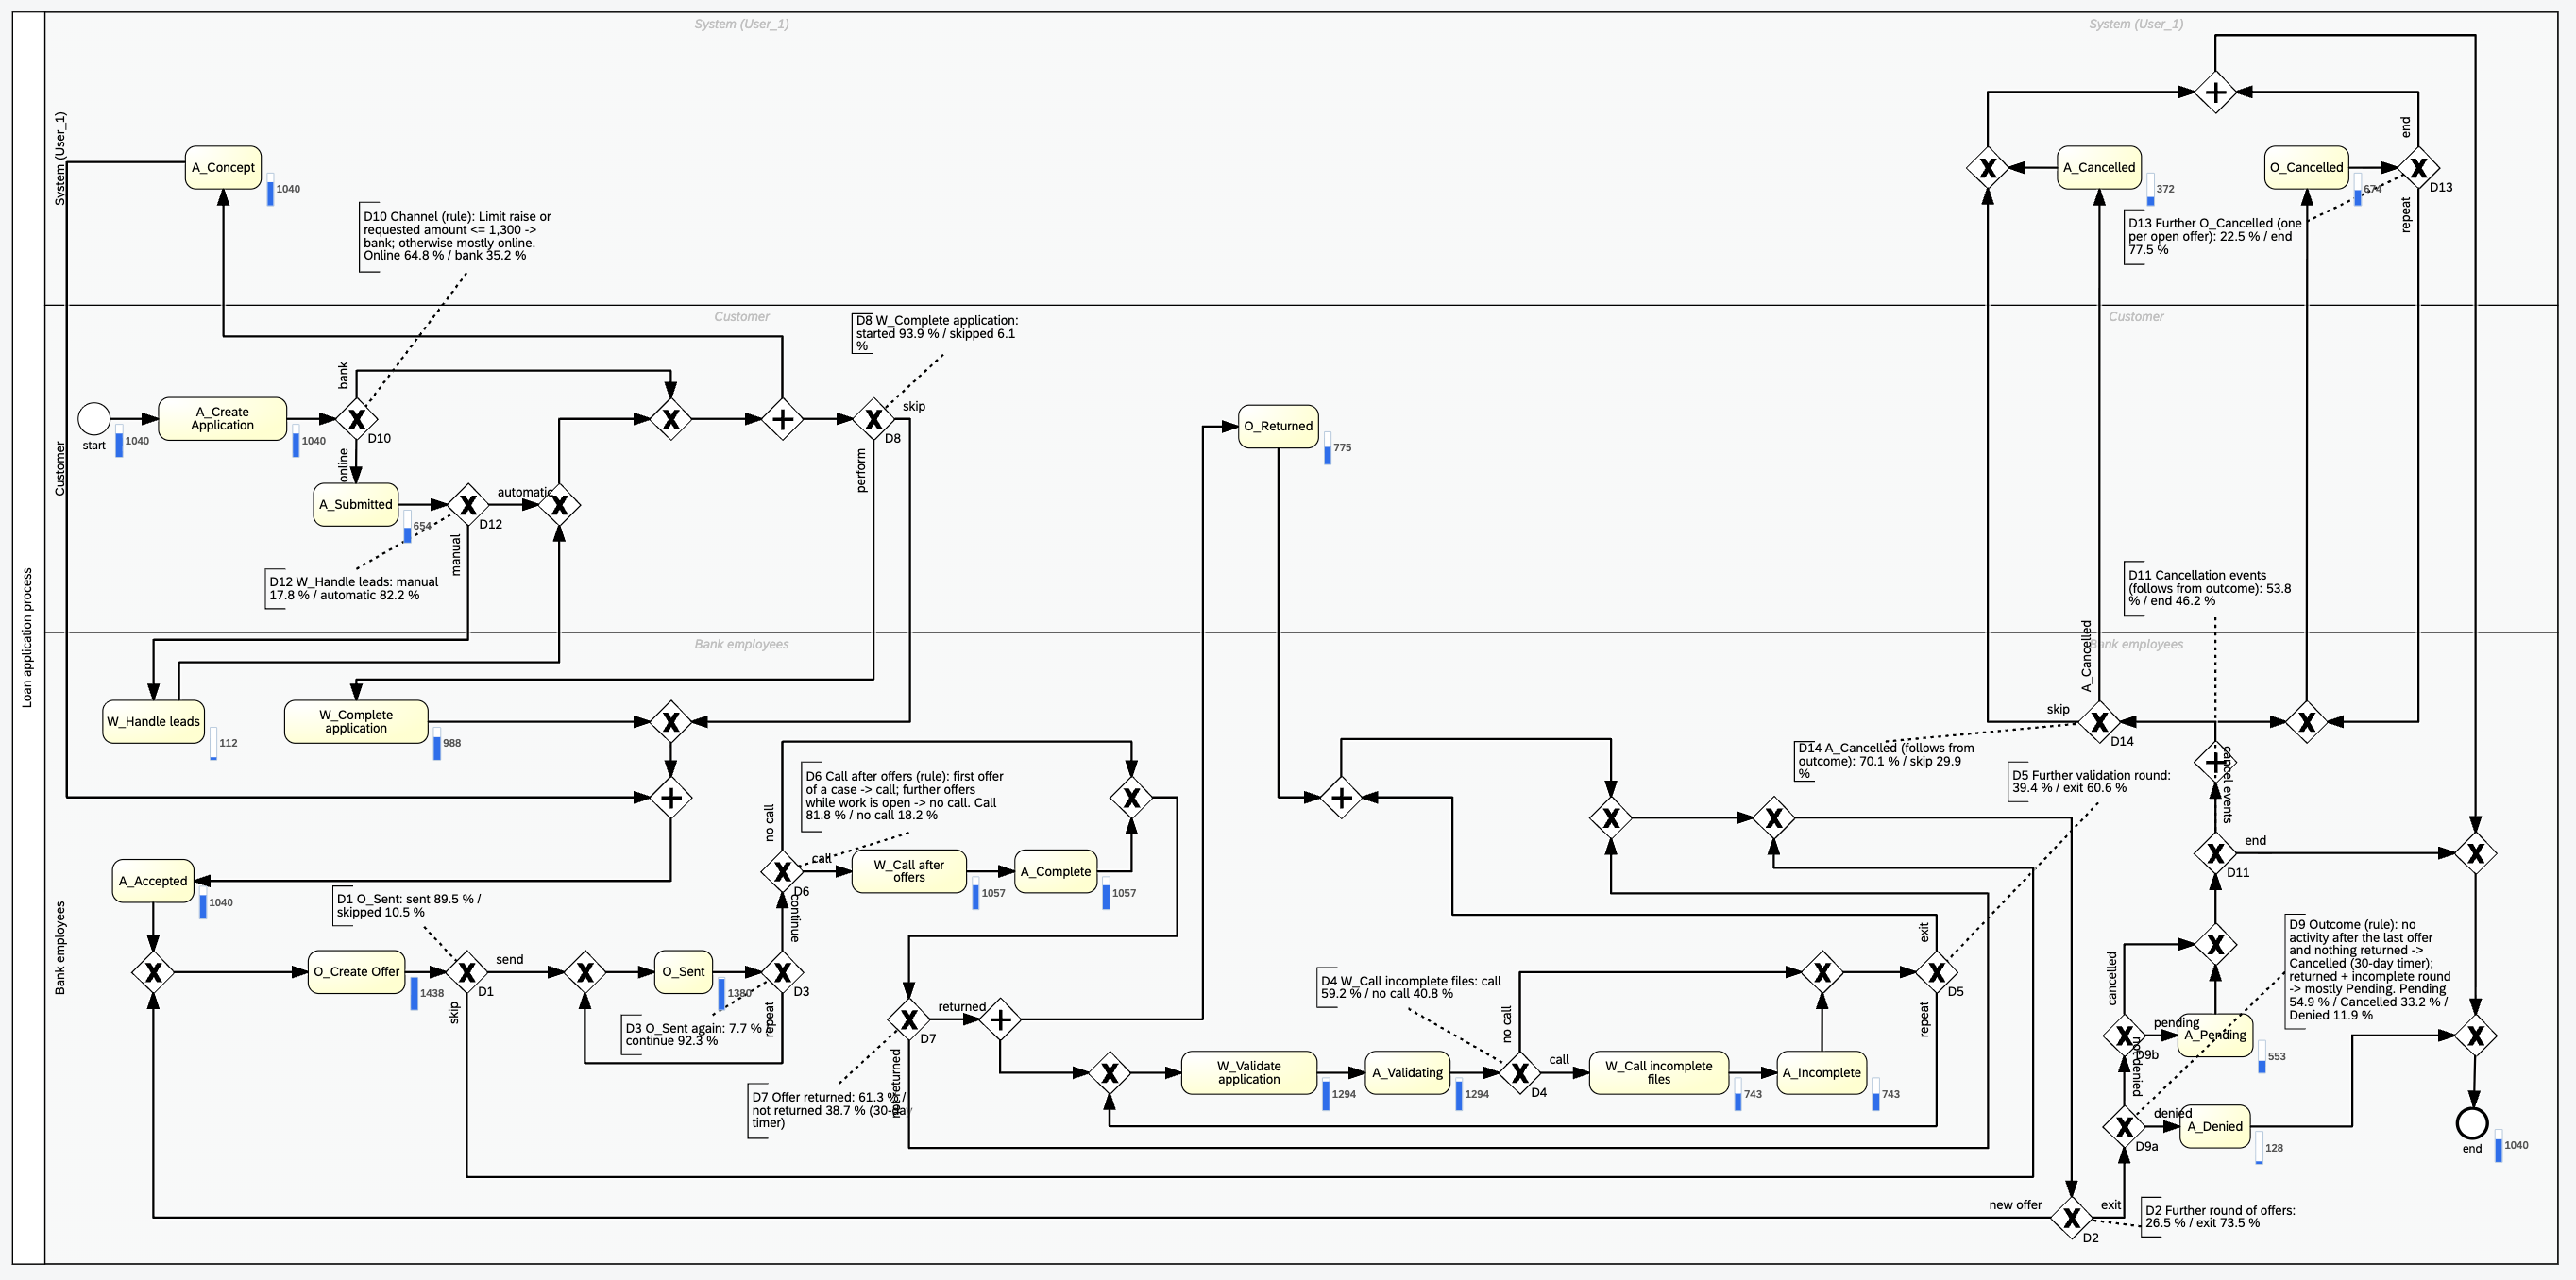 System (User_1)
System (User_1)
System (User_1)
A_Concept
1040
A_Cancelled
372
O_Cancelled
674
end
D13
repeat
D10 Channel (rule): Limit raise or
requested amount <= 1,300 ->
bank; otherwise mostly online.
Online 64.8 % / bank 35.2 %
D13 Further O_Cancelled (one
per open offer): 22.5 % / end
77.5 %
Loan application process
Customer
Customer
Customer
D8 W_Complete application:
started 93.9 % / skipped 6.1
%
start
1040
A_Create
Application
1040
bank
D10
online
A_Submitted
654
D12
automatic
manual
D12 W_Handle leads: manual
17.8 % / automatic 82.2 %
skip
D8
perform
O_Returned
775
D11 Cancellation events
(follows from outcome): 53.8
% / end 46.2 %
Bank employees
Bank employees
Bank employees
W_Handle leads
112
W_Complete
application
988
A_Cancelled
skip
D14
D14 A_Cancelled (follows from
outcome): 70.1 % / skip 29.9
%
D5 Further validation round:
39.4 % / exit 60.6 %
cancel events
D6 Call after offers (rule): first offer
of a case -> call; further offers
while work is open -> no call. Call
81.8 % / no call 18.2 %
no call
call
D6
W_Call after
offers
1057
A_Complete
1057
end
D11
A_Accepted
1040
D1 O_Sent: sent 89.5 % /
skipped 10.5 %
continue
O_Create Offer
1438
send
D1
skip
O_Sent
1380
D3
repeat
D3 O_Sent again: 7.7 %
continue 92.3 %
D4 W_Call incomplete files: call
59.2 % / no call 40.8 %
exit
D5
repeat
returned
D7
not returned
D7 Offer returned: 61.3 % /
not returned 38.7 % (30-day
timer)
W_Validate
application
1294
A_Validating
1294
no call
call
D4
W_Call incomplete
files
743
A_Incomplete
743
D9 Outcome (rule): no
activity after the last offer
and nothing returned ->
Cancelled (30-day timer);
returned + incomplete round
-> mostly Pending. Pending
54.9 % / Cancelled 33.2 % /
Denied 11.9 %
cancelled
pending
D9b
A_Pending
553
not denied
denied
D9a
A_Denied
128
end
1040
new offer
exit
D2
D2 Further round of offers:
26.5 % / exit 73.5 %